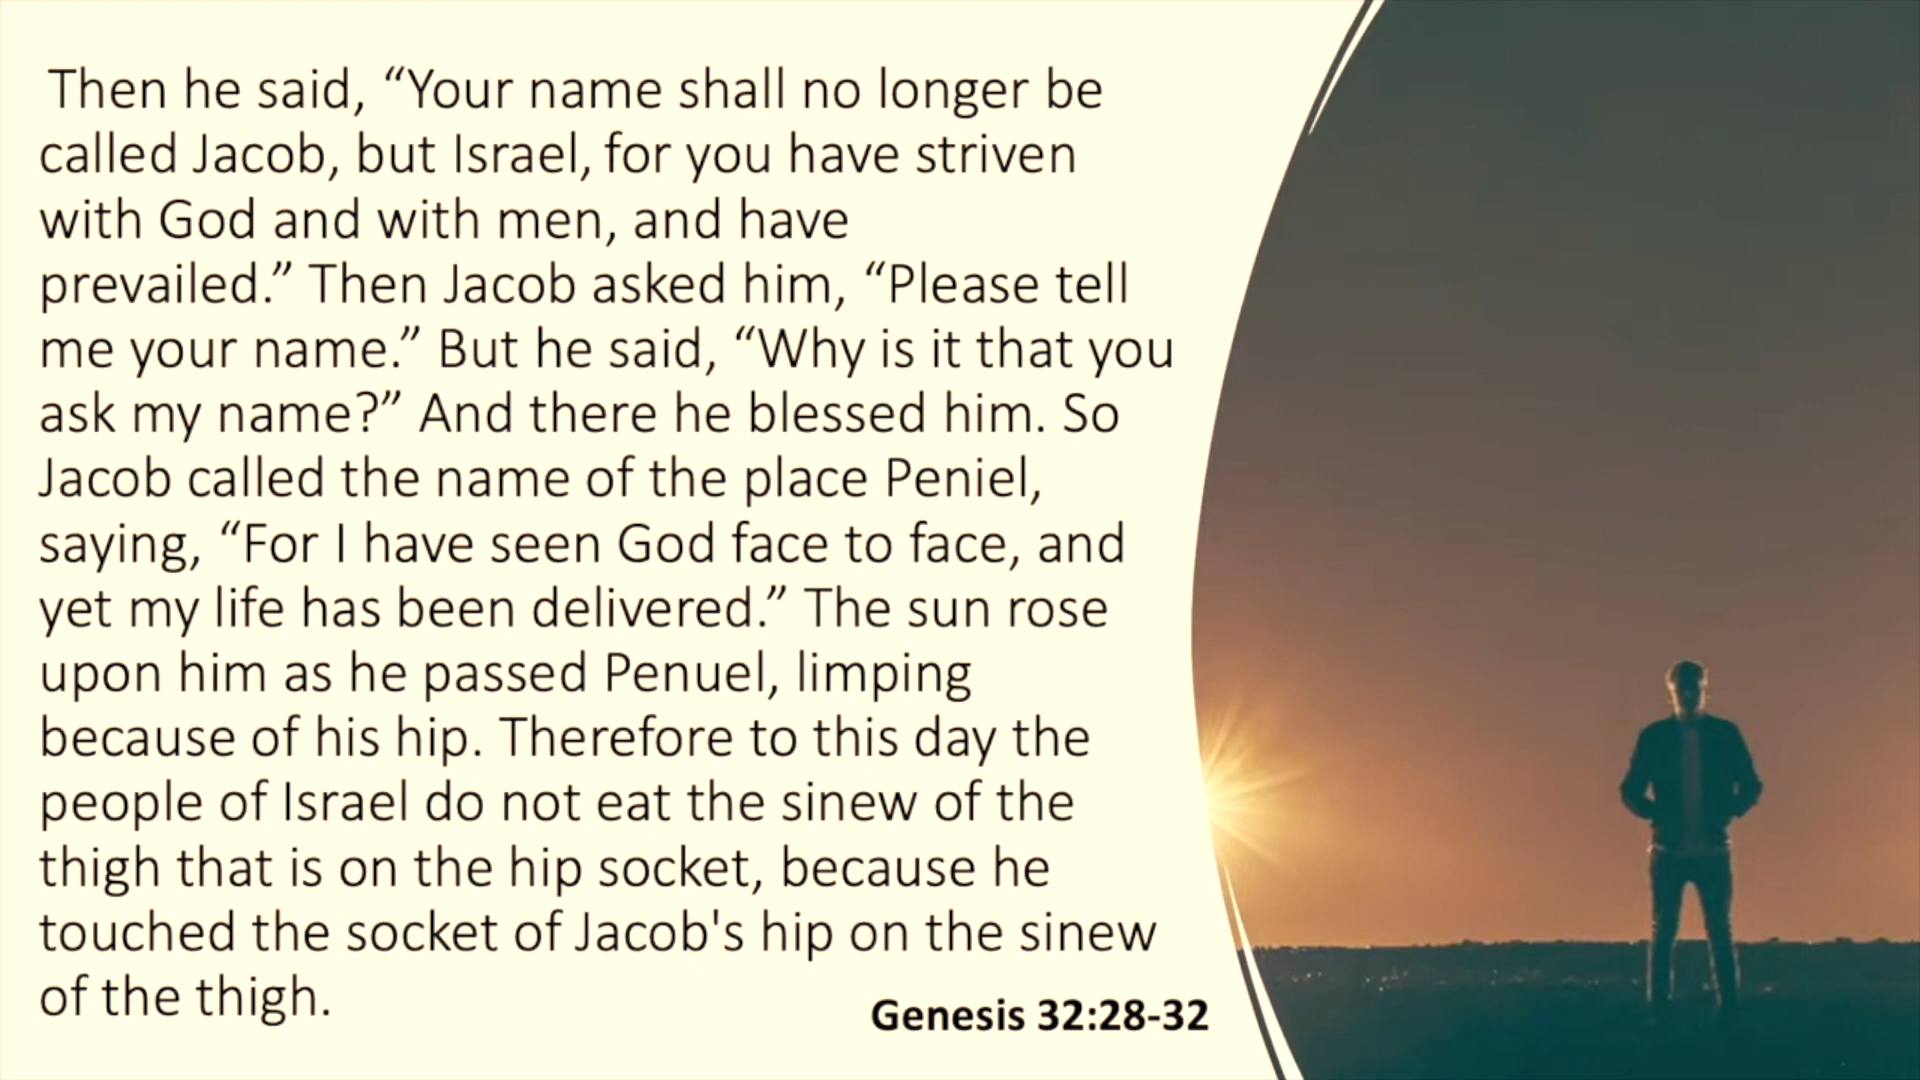 Then he said, “Your name shall no longer be
called Jacob, but Israel, for you have striven
with God and with men, and have
prevailed.” Then Jacob asked him, “Please tell
me your name.” But he said, “Why is it that you
ask my name?” And there he blessed him. So
Jacob called the name of the place Peniel,
saying, “For I have seen God face to face, and
yet my life has been delivered.” The sun rose
upon him as he passed Penuel, limping
because of his hip. Therefore to this day the
people of Israel do not eat the sinew of the
thigh that is on the hip socket, because he
touched the socket of Jacob's hip on the sinew
of the thigh.
Genesis 32:28-32